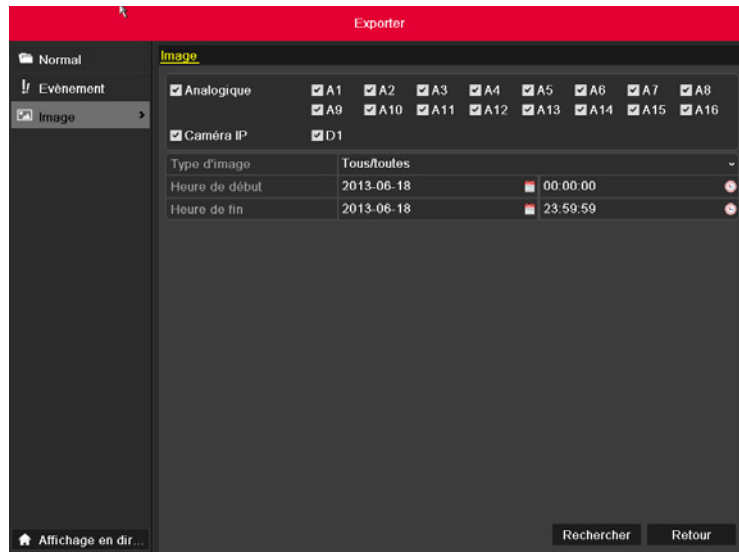 Exporter
Normal
Evènement
Image
Image
Analogique A1 A2 A3 A4 A5 A6 A7 A8
A9 A10 A11 A12 A13 A14 A15 A16
Caméra IP D1
Type d'image Tous/toutes
Heure de début 2013-06-18 00:00:00
Heure de fin 2013-06-18 23:59:59
Affichage en dir...
Rechercher Retour